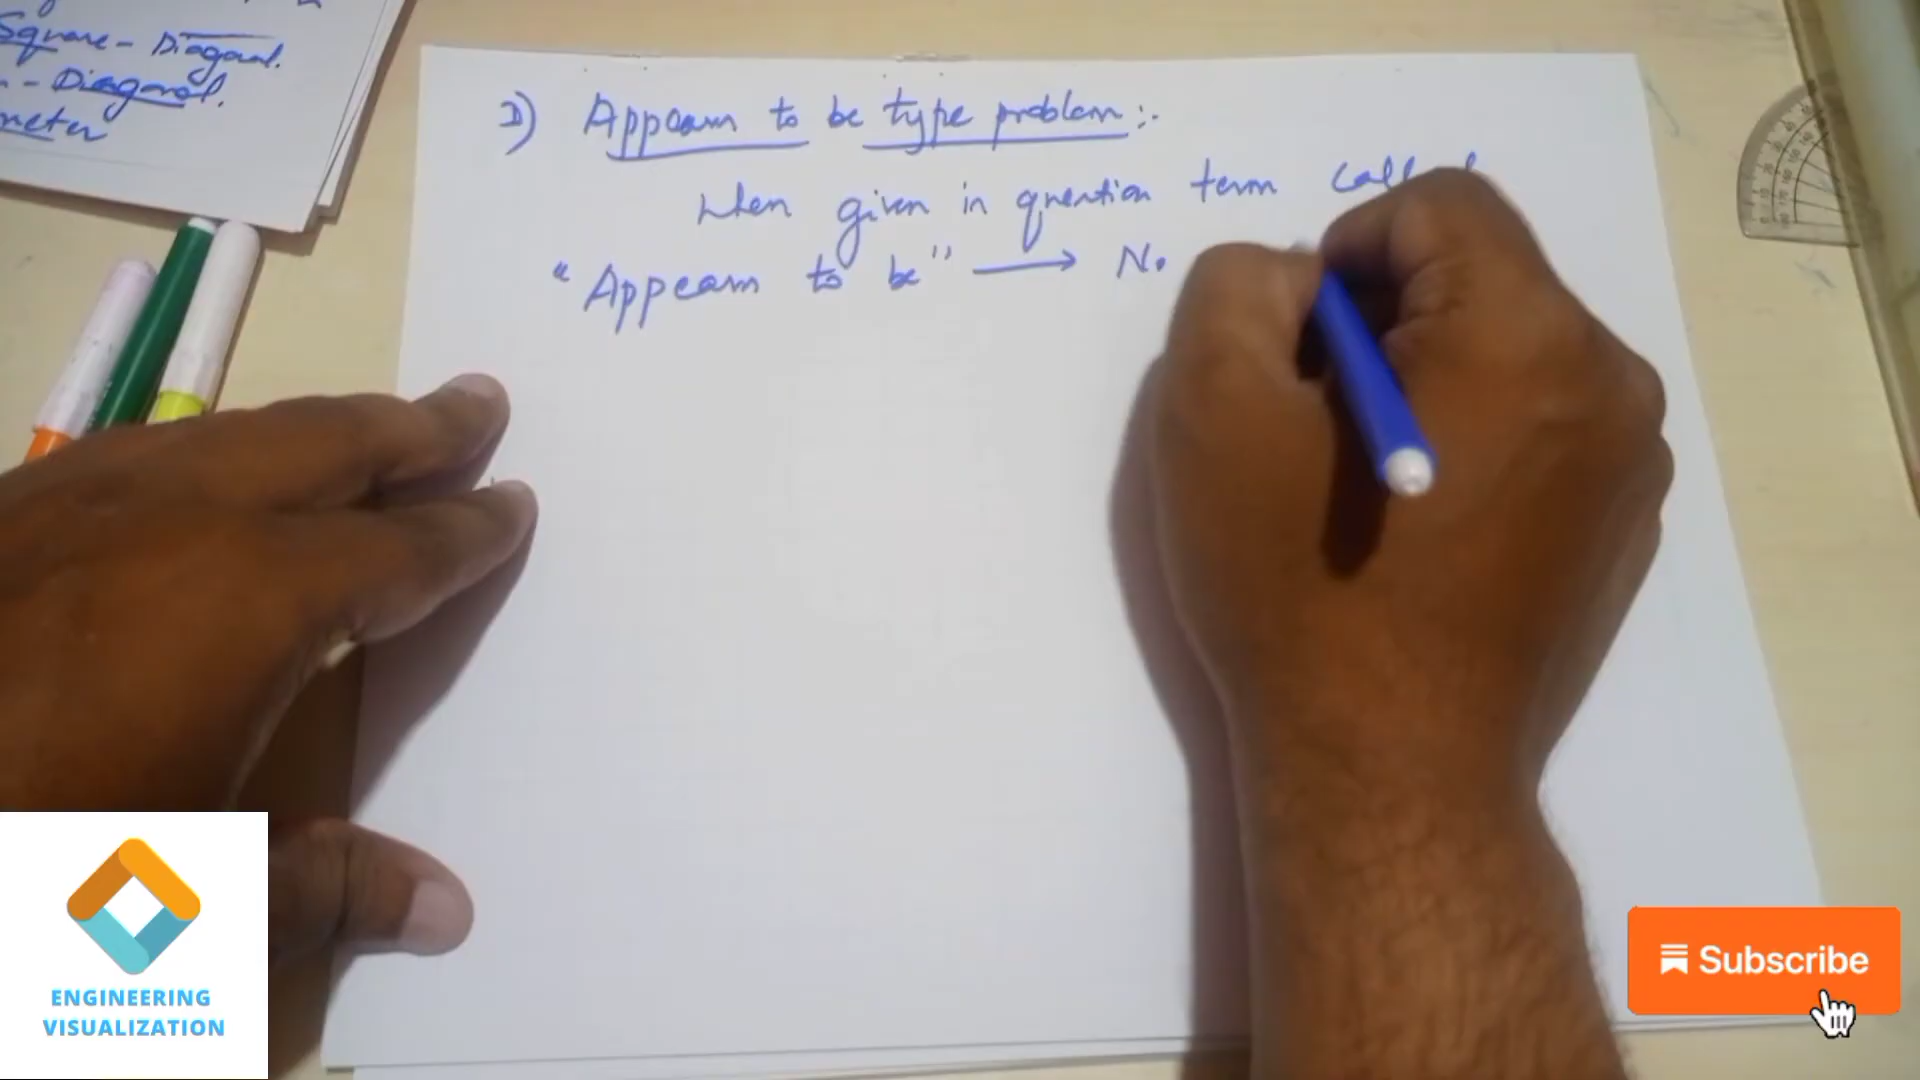 Square - Diagonal.
- Diagonal.
meter
2) Appears to be type problem :-
When given in question term called
"Appears to be" → No
ENGINEERING
VISUALIZATION
Subscribe